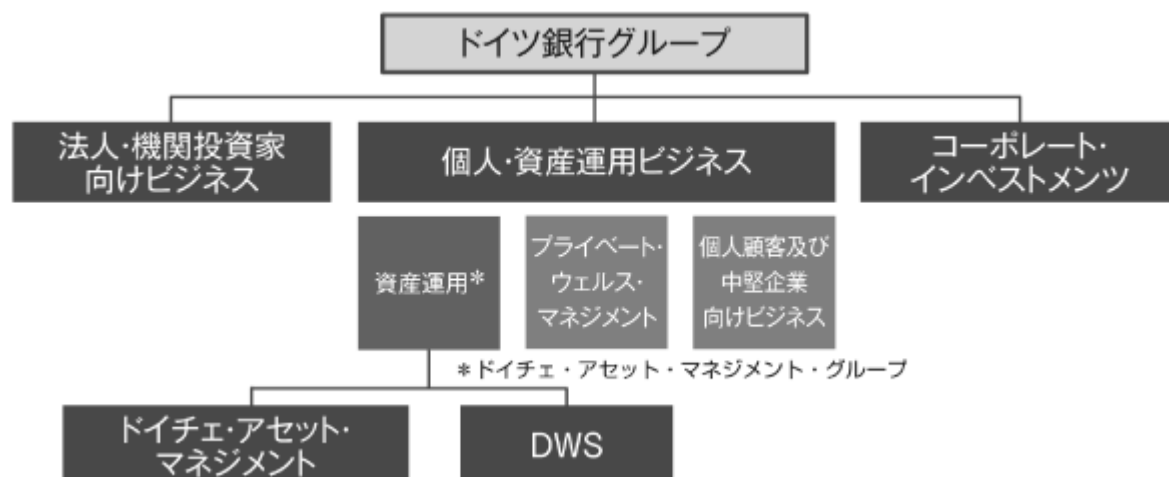 ドイツ銀行グループ
法人・機関投資家
向けビジネス
個人・資産運用ビジネス
コーポレート・
インベストメンツ
資産運用*
プライベート・
ウェルス・
マネジメント
個人顧客及び
中堅企業
向けビジネス
*ドイチェ・アセット・マネジメント・グループ
ドイチェ・アセット・
マネジメント
DWS